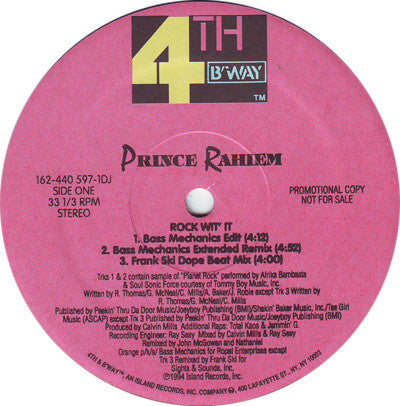 4TH
B'WAY
TM
PRINCE RAHIEM
162-440 597-1DJ
SIDE ONE
33 1/3 RPM
STEREO
PROMOTIONAL COPY
NOT FOR SALE
ROCK WIT' IT
1. Bass Mechanics Edit (4:12)
2. Bass Mechanics Extended Remix (4:52)
3. Frank Ski Dope Beat Mix (4:00)
Trks 1 & 2 contain sample of "Planet Rock" performed by Afrika Bambaata
& Soul Sonic Force courtesy of Tommy Boy Music, Inc.
Written by R. Thomas/G. McNeal/C. Mills/A. Baker/J. Robie except Trk 3 Written by
R. Thomas/G. McNeal/C. Mills
Published by Peekin' Thru Da Door Music/Joeyboy Publishing (BMI)/Shakin' Baker Music, Inc./Tee Girl
Music (ASCAP) except Trk 3 Published by Peekin' Thru Da Door Music/Joeyboy Publishing (BMI)
Produced by Calvin Mills Additional Raps: Total Kaos & Jamminn' G.
Recording Engineer: Ray Seay Mixed by Calvin Mills/Ray Seay
Remixed by John McGowan and Nathaniel
Orange p/k/a/ Bass Mechanics for Ropat Enterprises except
Trk 3 Remixed by Frank Ski for
Sights & Sounds, Inc.
℗1994 Island Records, Inc.
4TH & B'WAY, AN ISLAND RECORDS, INC. COMPANY, 400 LAFAYETTE ST., NY, NY, 10003